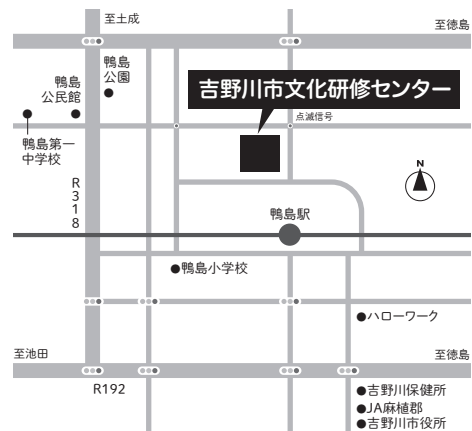 至土成
至徳島
鴨島
公園
鴨島
公民館
吉野川市文化研修センター
点滅信号
鴨島第一
中学校
N
R318
鴨島駅
鴨島小学校
ハローワーク
至池田
至徳島
R192
吉野川保健所
JA麻植郡
吉野川市役所